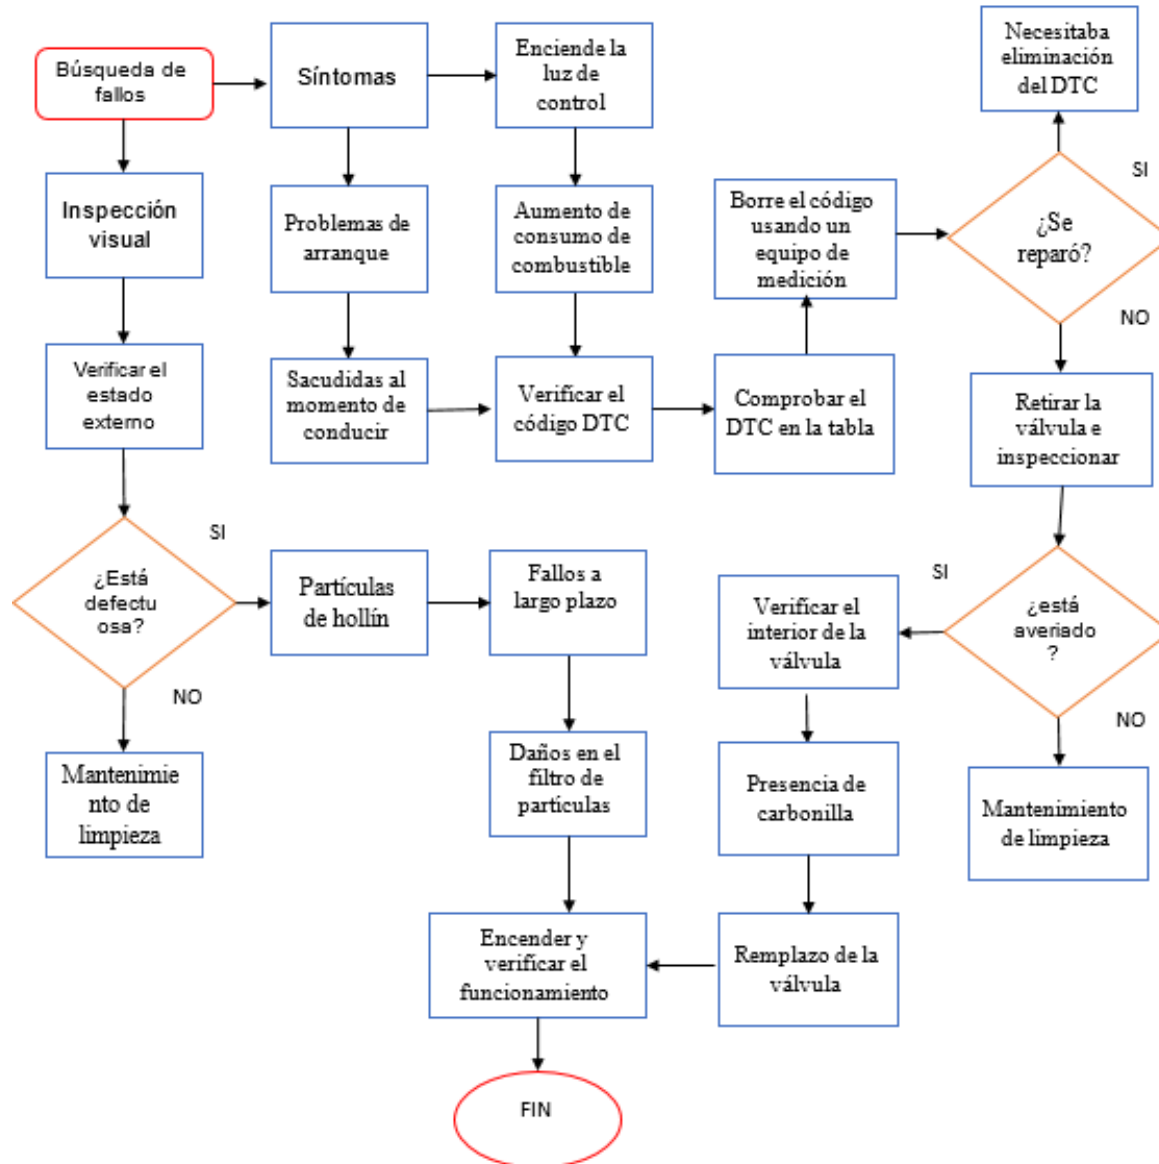 Búsqueda de
fallos
Síntomas
Enciende la
luz de
control
Necesitaba
eliminación
del DTC
Inspección
visual
Problemas de
arranque
Aumento de
consumo de
combustible
Borre el código
usando un
equipo de
medición
¿Se
reparó?
SI
NO
Verificar el
estado
externo
Sacudidas al
momento de
conducir
Verificar el
código DTC
Comprobar el
DTC en la tabla
Retirar la
válvula e
inspeccionar
¿Está
defectu
osa?
SI
NO
Partículas
de hollín
Fallos a
largo plazo
Verificar el
interior de la
válvula
SI
¿está
averiado
?
NO
Mantenimie
nto de
limpieza
Daños en el
filtro de
partículas
Presencia de
carbonilla
Mantenimiento
de limpieza
Encender y
verificar el
funcionamiento
Remplazo de la
válvula
FIN